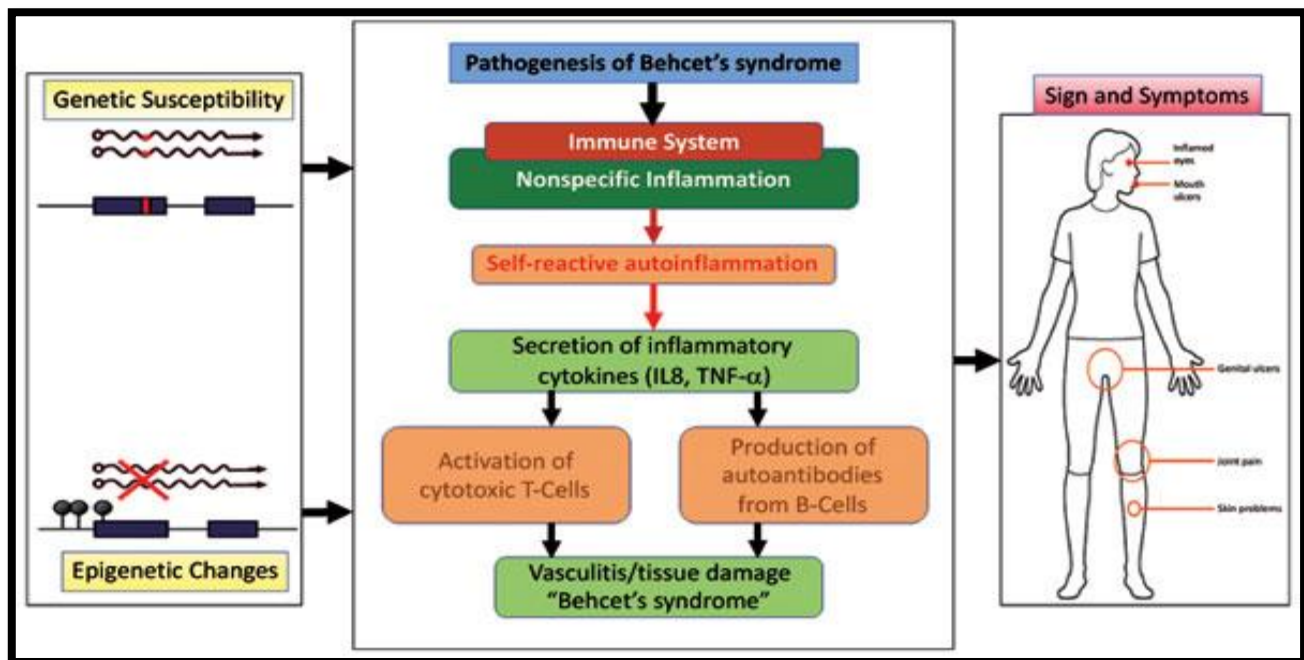 Genetic Susceptibility
Epigenetic Changes
Pathogenesis of Behcet's syndrome
Immune System
Nonspecific Inflammation
Self-reactive autoinflammation
Secretion of inflammatory
cytokines (IL8, TNF-α)
Activation of
cytotoxic T-Cells
Production of
autoantibodies
from B-Cells
Vasculitis/tissue damage
“Behcet's syndrome”
Sign and Symptoms
Inflamed
eyes
Mouth
ulcers
Genital ulcers
Joint pain
Skin problems